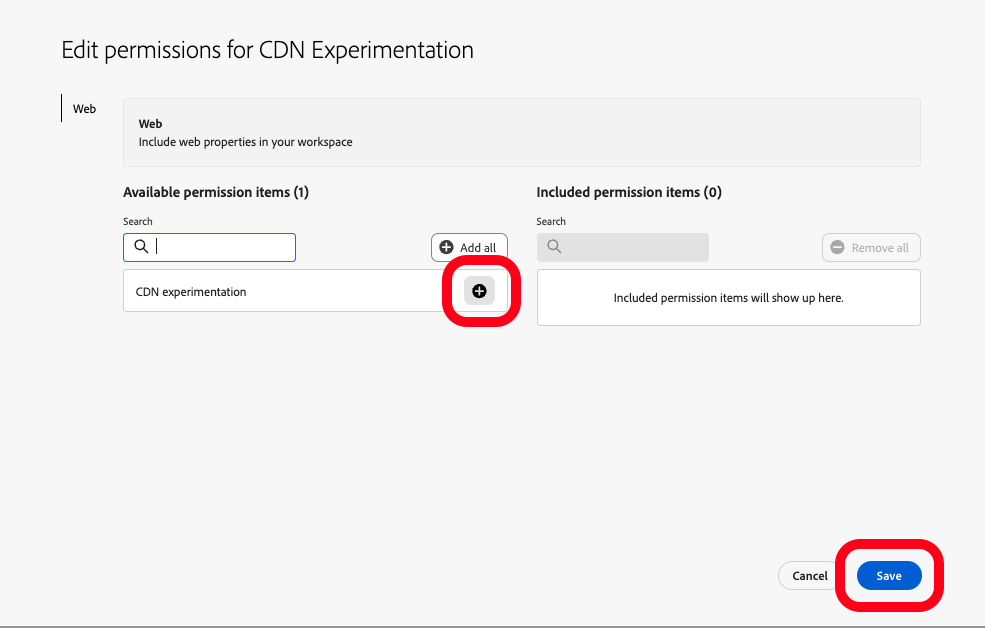 Edit permissions for CDN Experimentation
Web
Web
Include web properties in your workspace
Available permission items (1)
Search
Add all
CDN experimentation
Included permission items (0)
Search
Remove all
Included permission items will show up here.
Cancel
Save